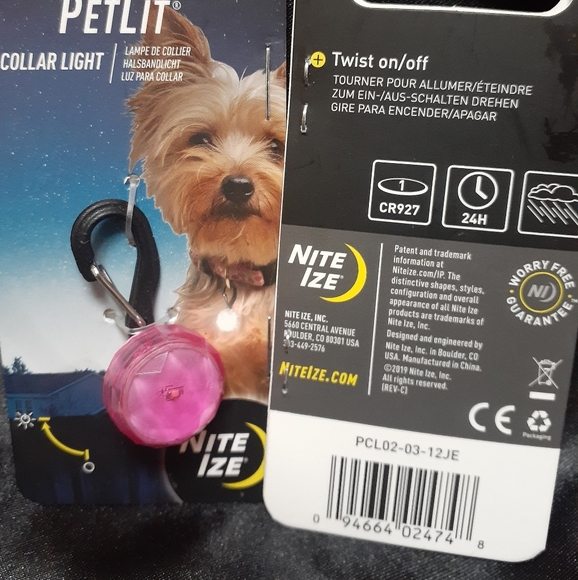 PETLIT®
COLLAR LIGHT
LAMPE DE COLLIER
HALSBANDLICHT
LUZ PARA COLLAR
NITE
IZE®
Twist on/off
TOURNER POUR ALLUMER/ÉTEINDRE
ZUM EIN-/AUS-SCHALTEN DREHEN
GIRE PARA ENCENDER/APAGAR
1
CR927
24H
NITE
IZE®
NITE IZE, INC.
5660 CENTRAL AVENUE
BOULDER, CO 80301 USA
303-449-2576
NITEIZE.COM
Patent and trademark
information at
Niteize.com/IP. The
distinctive shapes, styles,
configuration and overall
appearance of all Nite Ize
products are trademarks of
Nite Ize, Inc.
Designed and engineered by
Nite Ize, Inc. in Boulder, CO
USA. Manufactured in China.
©2019 Nite Ize, Inc.
All rights reserved.
(REV-C)
WORRY FREE
NI
GUARANTEE
CE
Packaging
PCL02-03-12JE
0 94664 02474 8